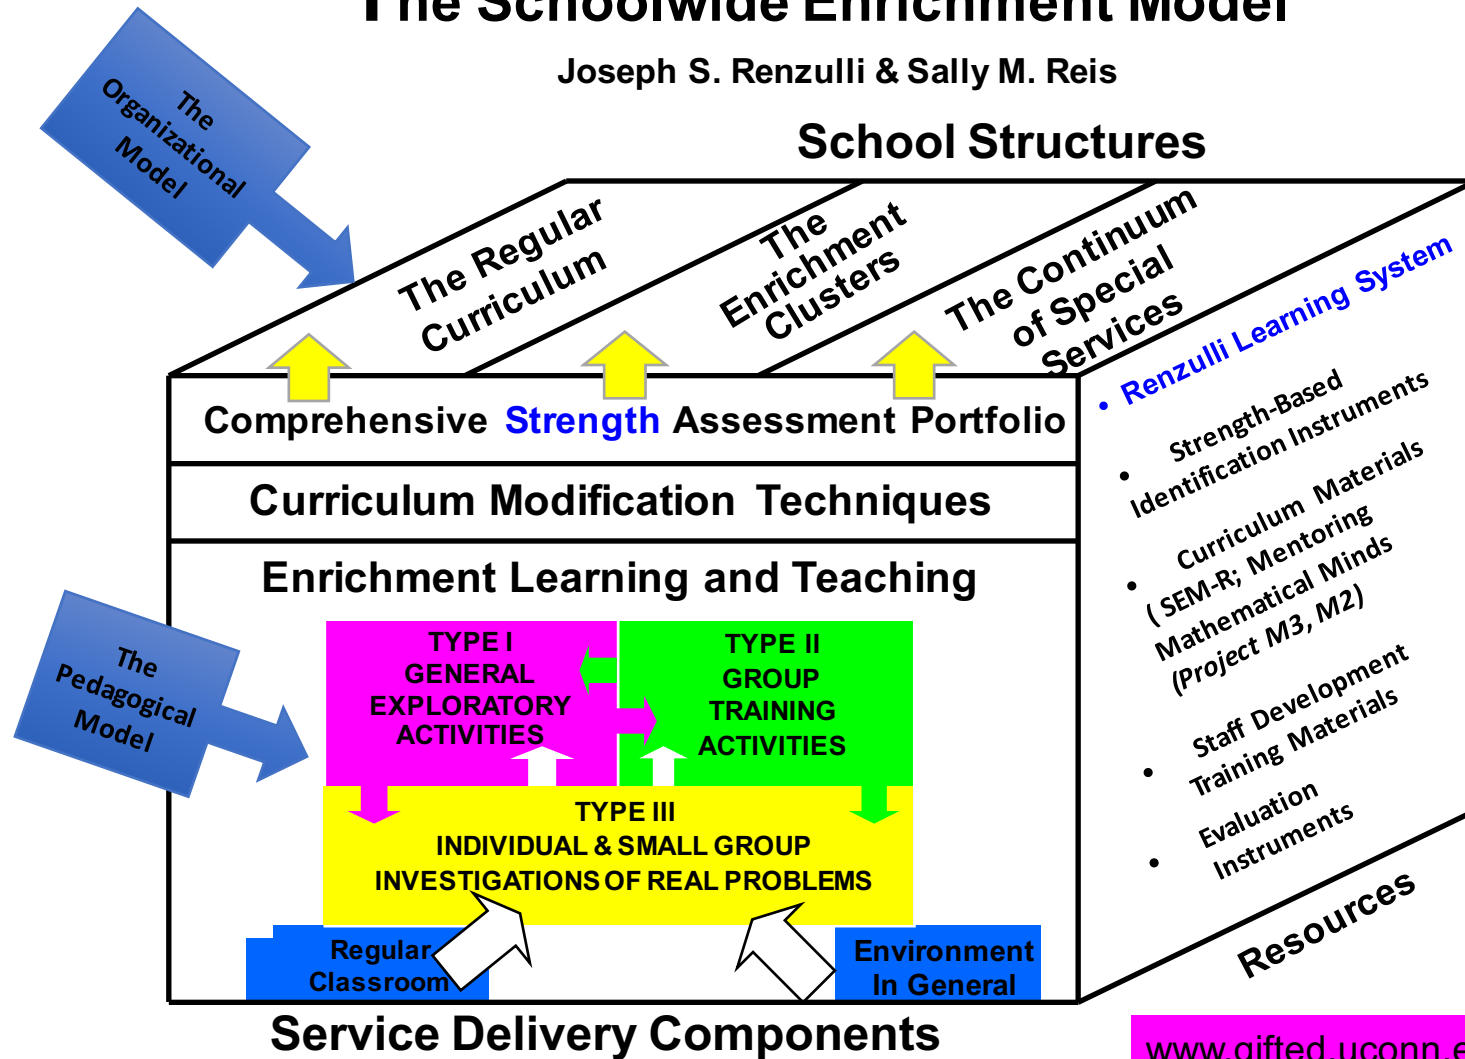 The Schoolwide Enrichment Model
Joseph S. Renzulli & Sally M. Reis
School Structures
The
Organizational
Model
The Regular
Curriculum
The
Enrichment
Clusters
The Continuum
of Special
Services
Comprehensive Strength Assessment Portfolio
Curriculum Modification Techniques
Enrichment Learning and Teaching
The
Pedagogical
Model
TYPE I
GENERAL
EXPLORATORY
ACTIVITIES
TYPE II
GROUP
TRAINING
ACTIVITIES
TYPE III
INDIVIDUAL & SMALL GROUP
INVESTIGATIONS OF REAL PROBLEMS
Regular
Classroom
Environment
In General
Service Delivery Components
• Renzulli Learning System
• Strength-Based
Identification Instruments
• Curriculum Materials
( SEM-R; Mentoring
Mathematical Minds
(Project M3, M2)
• Staff Development
Training Materials
• Evaluation
Instruments
Resources
www.gifted.uconn.e